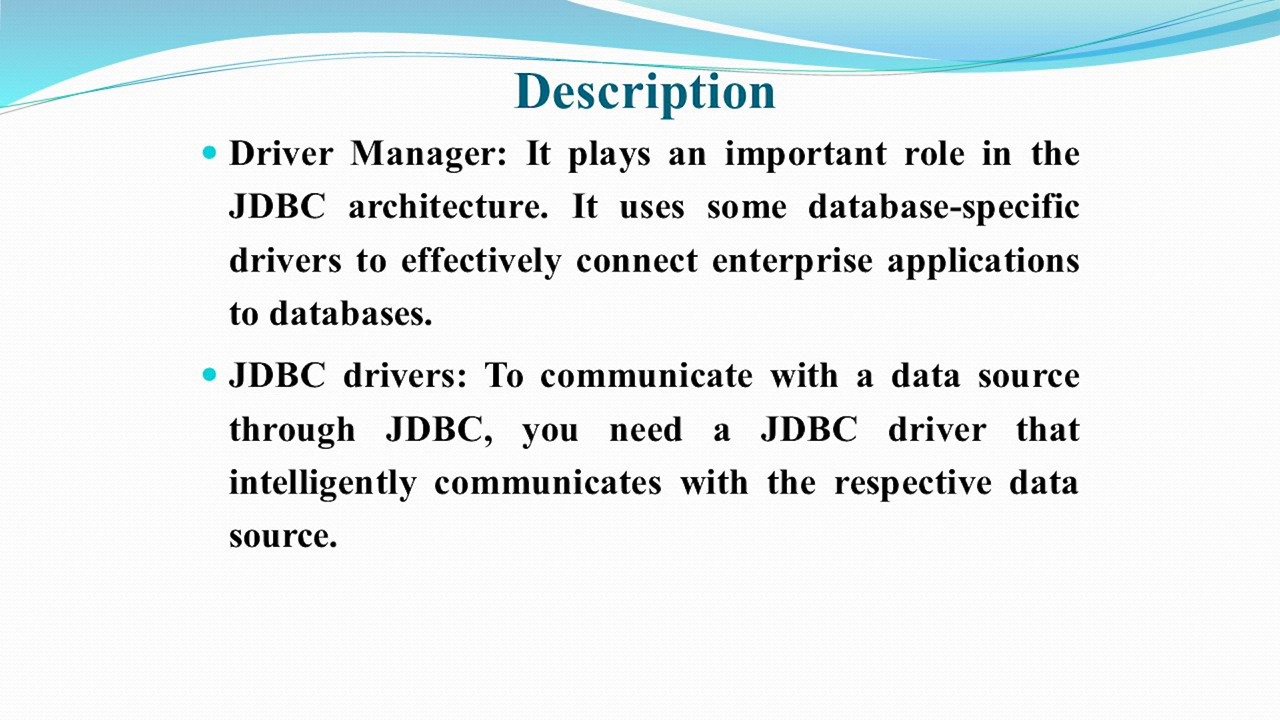 Description
Driver Manager: It plays an important role in the
JDBC architecture. It uses some database-specific
drivers to effectively connect enterprise applications
to databases.
JDBC drivers: To communicate with a data source
through JDBC, you need a JDBC driver that
intelligently communicates with the respective data
source.